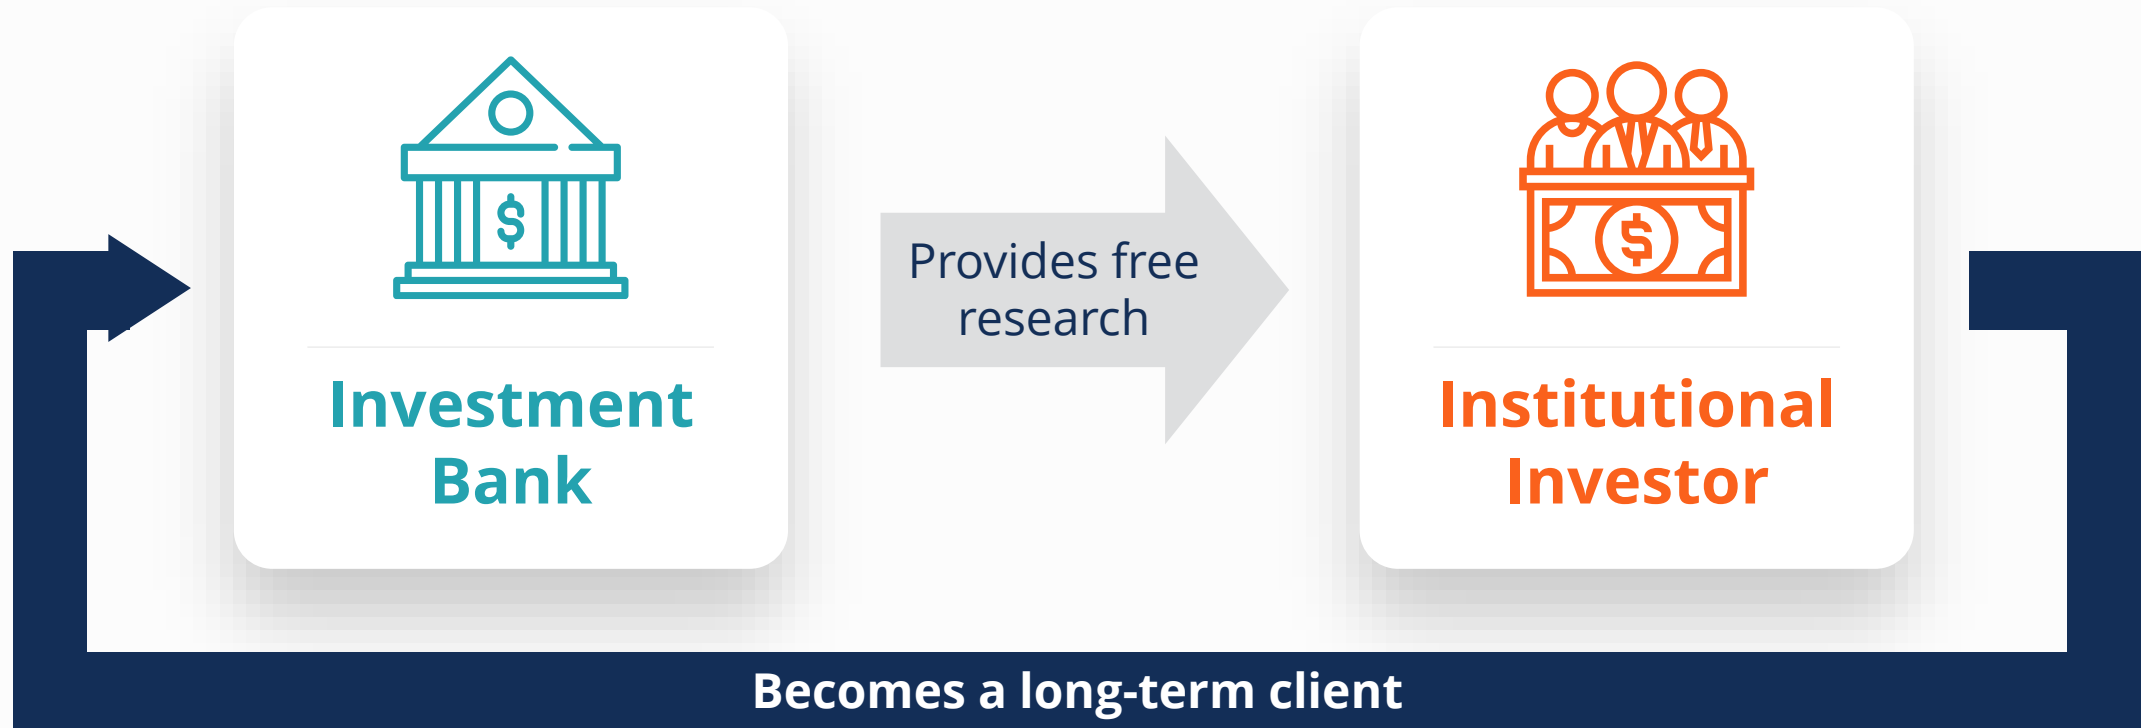 $
Investment
Bank
Provides free
research
$
Institutional
Investor
Becomes a long-term client